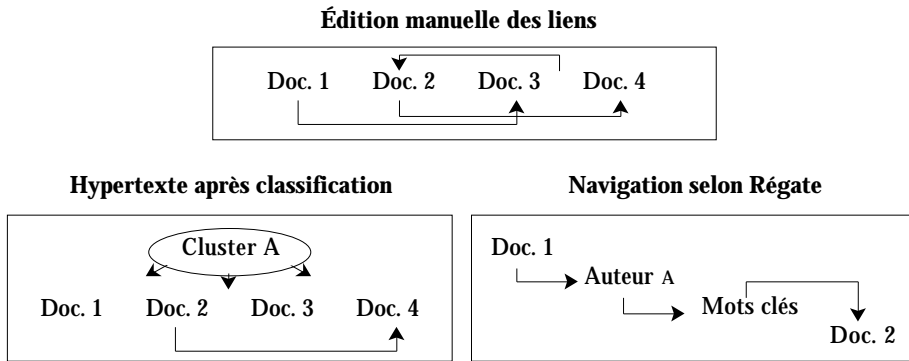 Édition manuelle des liens
Doc. 1 Doc. 2 Doc. 3 Doc. 4
Hypertexte après classification
Cluster A
Doc. 1 Doc. 2 Doc. 3 Doc. 4
Navigation selon Régate
Doc. 1
Auteur A
Mots clés
Doc. 2